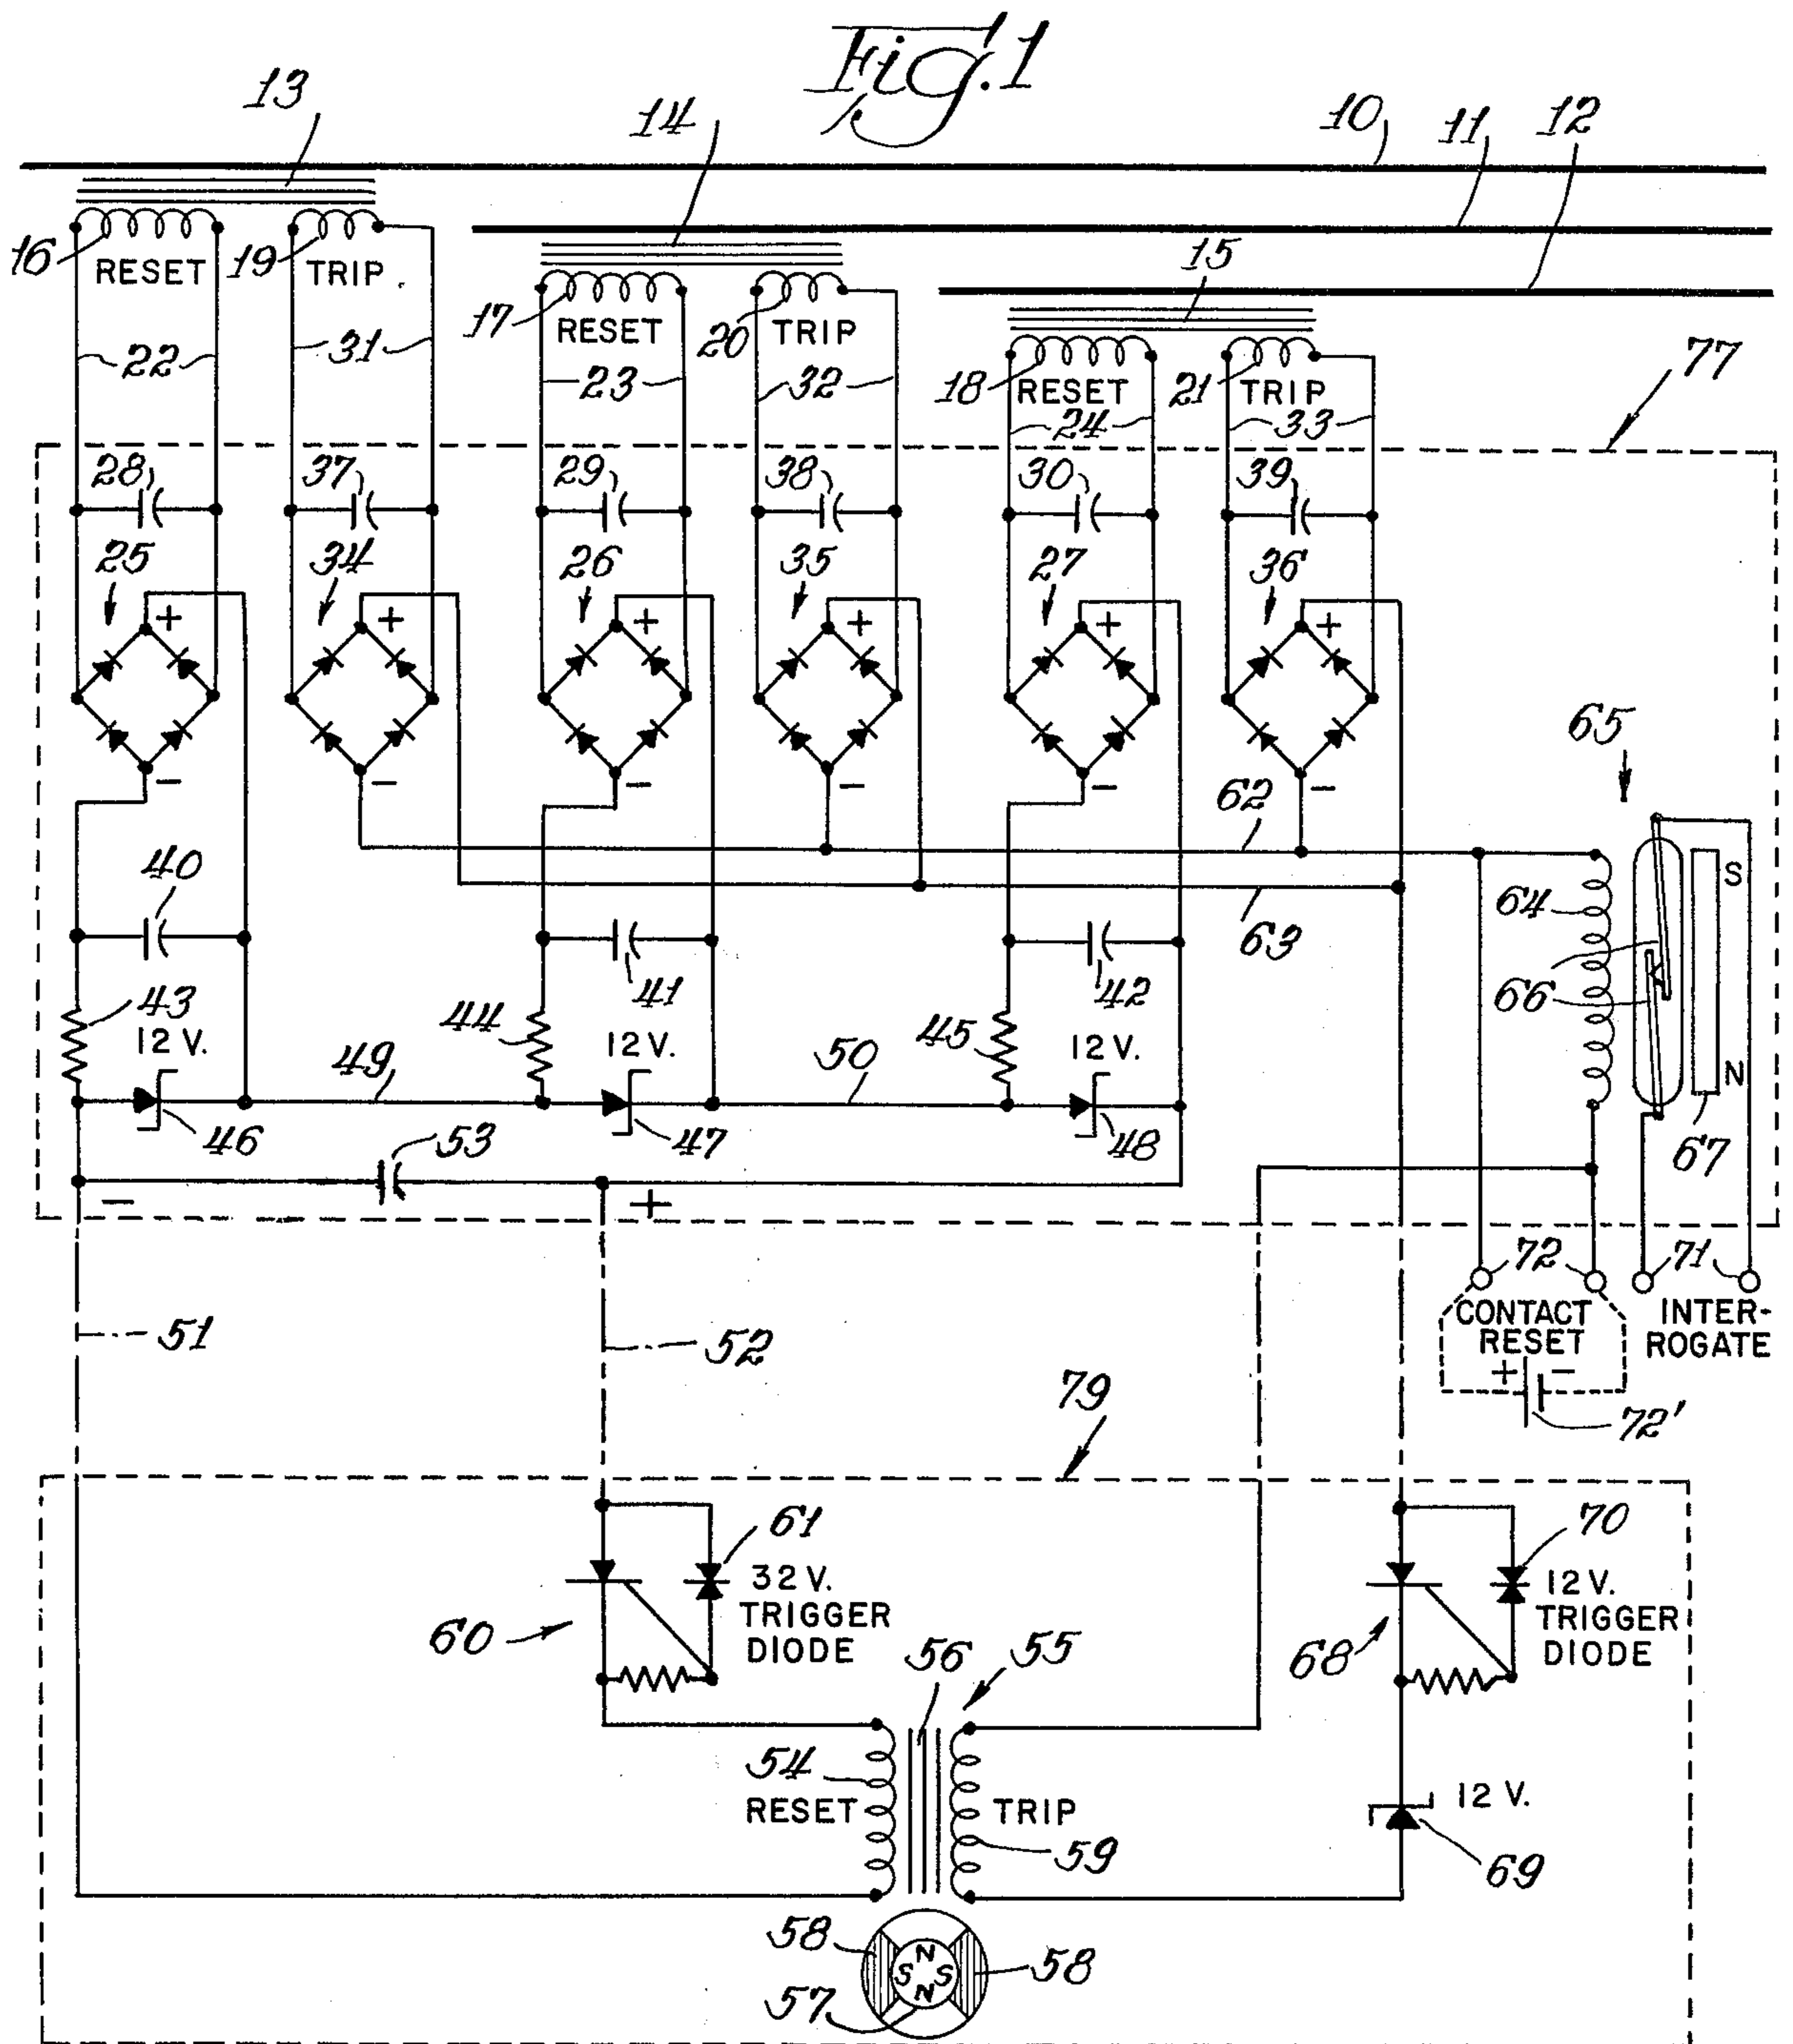 Fig. 1
13
14
10
11
12
16
RESET
19
TRIP
17
RESET
20
TRIP
15
18
RESET
21
TRIP
22
31
23
32
24
33
77
28
37
29
38
30
39
25
34
26
35
27
36
+
+
+
+
+
+
−
−
−
−
−
−
62
65
40
41
42
63
64
S
66
N
67
43
12 V.
44
12 V.
45
12 V.
49
50
46
47
48
53
−
+
72
71
CONTACT
RESET
INTER-
ROGATE
+
−
72'
51
52
79
61
32 V.
TRIGGER
DIODE
60
70
12 V.
TRIGGER
DIODE
68
56
55
54
RESET
TRIP
59
12 V.
69
58
N
S
S
N
58
57